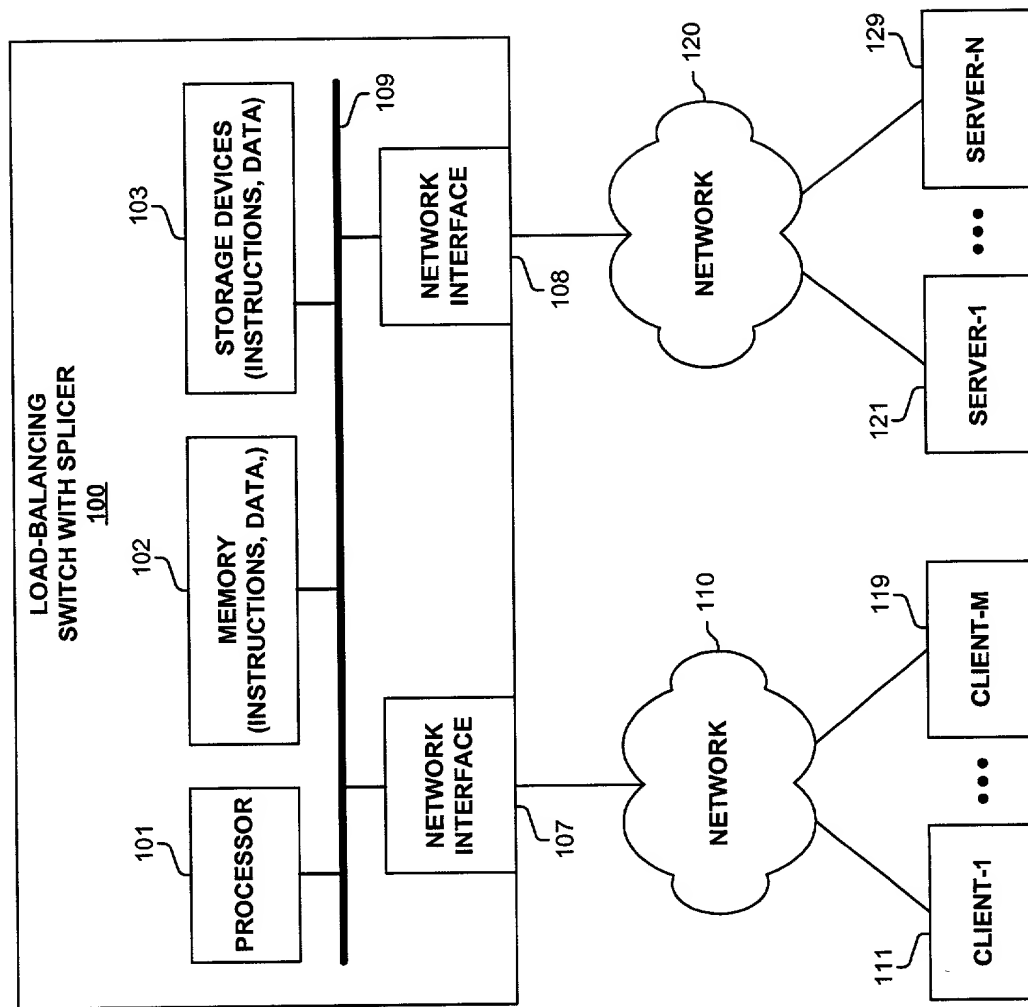 LOAD-BALANCING
SWITCH WITH SPLICER
100
101
PROCESSOR
102
MEMORY
(INSTRUCTIONS, DATA,)
103
STORAGE DEVICES
(INSTRUCTIONS, DATA)
109
NETWORK
INTERFACE
107
NETWORK
INTERFACE
108
110
NETWORK
120
NETWORK
111
CLIENT-1
•••
119
CLIENT-M
121
SERVER-1
•••
129
SERVER-N